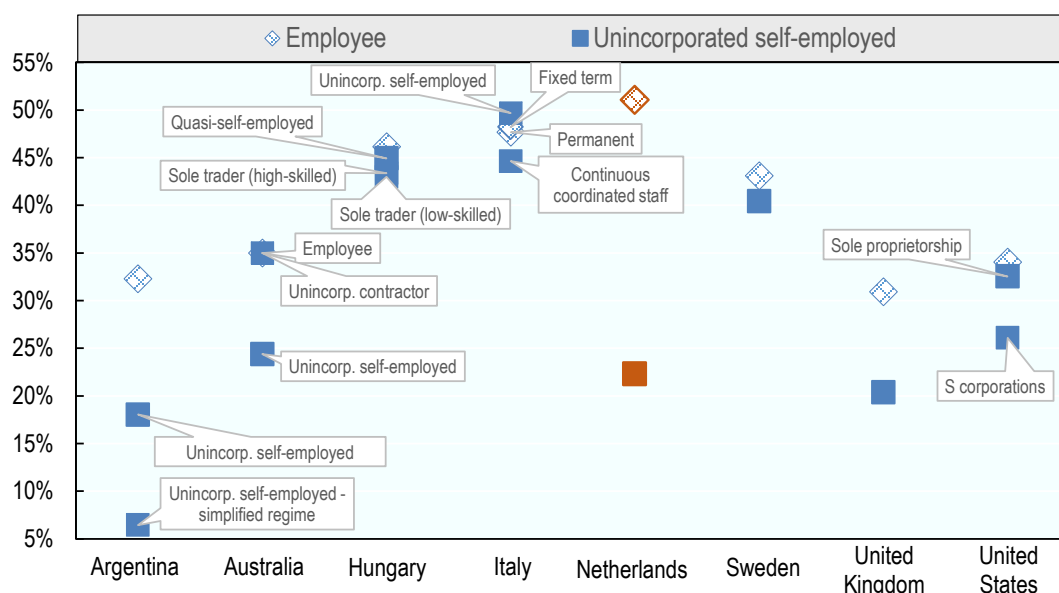 Employee
Unincorporated self-employed
55%
50%
45%
40%
35%
30%
25%
20%
15%
10%
5%
Unincorp. self-employed
Fixed term
Quasi-self-employed
Permanent
Sole trader (high-skilled)
Continuous
coordinated staff
Sole trader (low-skilled)
Employee
Sole proprietorship
Unincorp. contractor
Unincorp. self-employed
S corporations
Unincorp. self-employed
Unincorp. self-employed -
simplified regime
Argentina
Australia
Hungary
Italy
Netherlands
Sweden
United
Kingdom
United
States